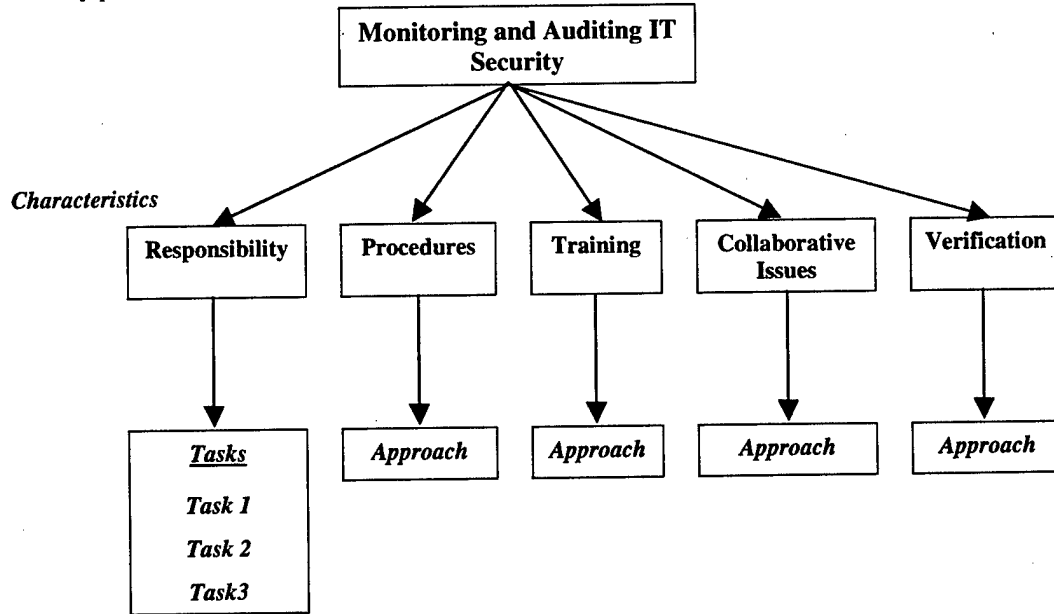 Monitoring and Auditing IT
Security
Characteristics
Responsibility
Procedures
Training
Collaborative
Issues
Verification
Tasks
Task 1
Task 2
Task3
Approach
Approach
Approach
Approach